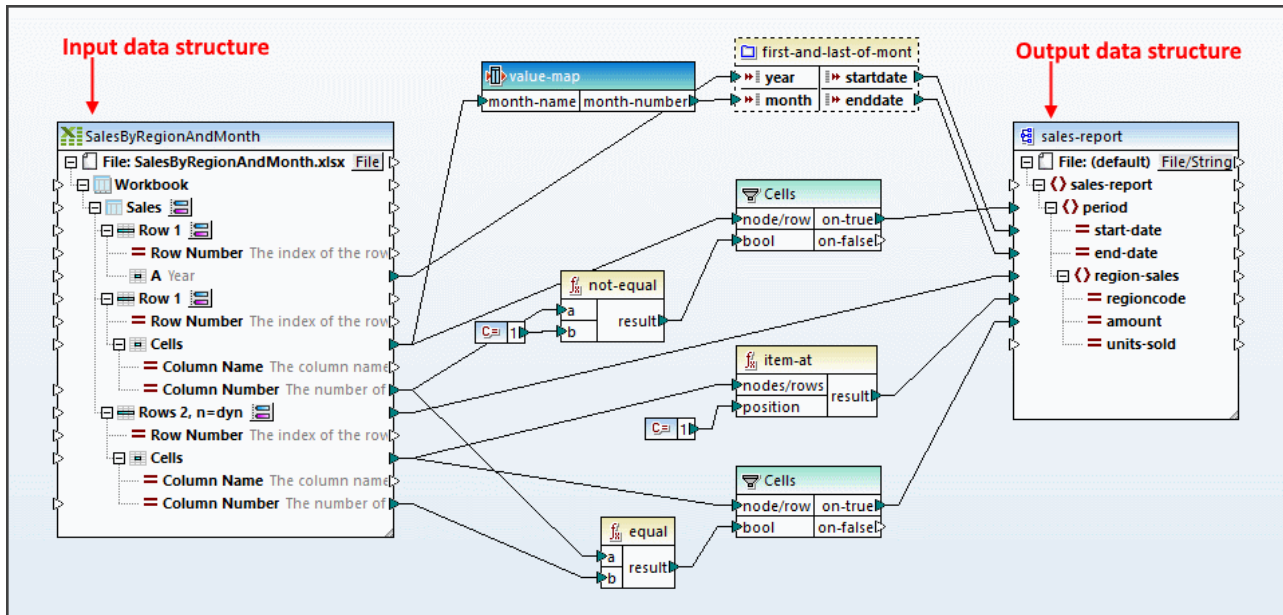 Input data structure
Output data structure
first-and-last-of-mont
year startdate
month enddate
value-map
month-name month-number
SalesByRegionAndMonth
File: SalesByRegionAndMonth.xlsx File
Workbook
Sales
Row 1
Row Number The index of the row
A Year
Row 1
Row Number The index of the row
Cells
Column Name The column name
Column Number The number of
Rows 2, n=dyn
Row Number The index of the row
Cells
Column Name The column name
Column Number The number of
Cells
node/row on-true
bool on-false
not-equal
a
b
result
C= 1
item-at
nodes/rows
position
result
C= 1
Cells
node/row on-true
bool on-false
equal
a
b
result
sales-report
File: (default) File/String
sales-report
period
start-date
end-date
region-sales
regioncode
amount
units-sold